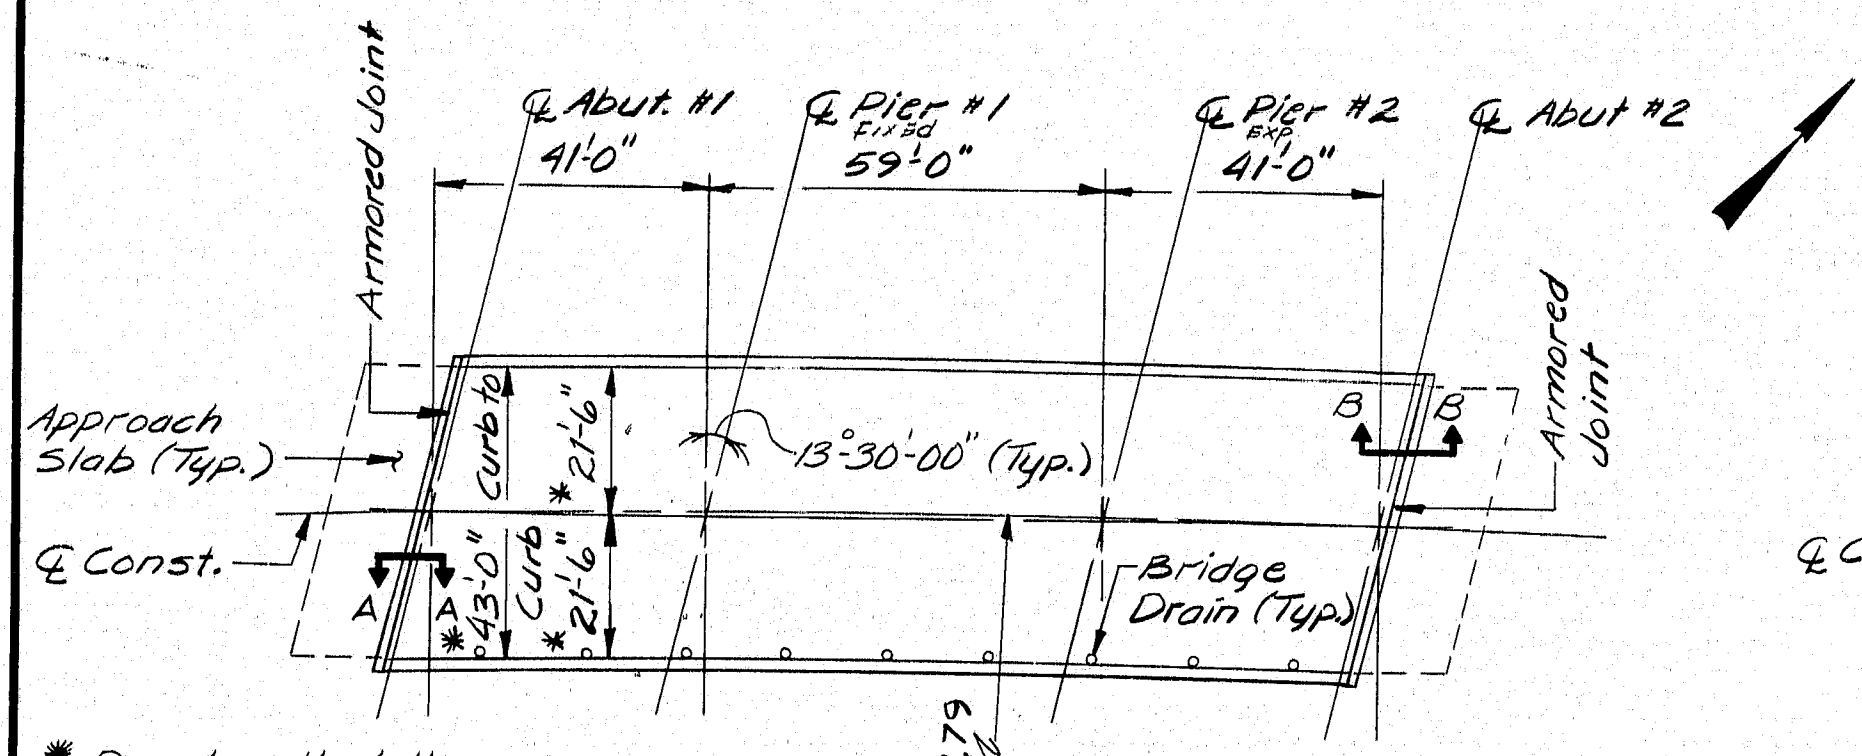 Armored Joint
℄ Abut. #1
41'-0"
℄ Pier #1
Fixed
59'-0"
℄ Pier #2
Exp
41'-0"
℄ Abut #2
Approach
Slab (Typ.)
℄ Const.
Curb to
Curb
* 43'-0"
* 21'-6"
* 21'-6"
13°-30'-00" (Typ.)
B B
Armored
Joint
A A
Bridge
Drain (Typ.)
℄ C
.79
*